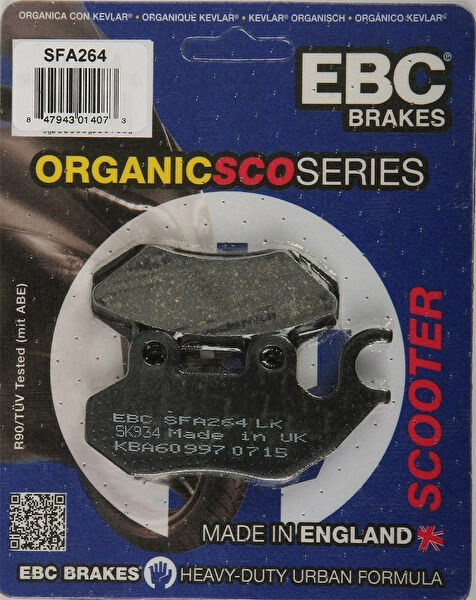 ORGANICA CON KEVLAR® • ORGANIQUE KEVLAR® • KEVLAR® ORGANISCH • ORGÁNICO KEVLAR®
SFA264
8 47943 01407 3
EBC®
BRAKES
ORGANICSCOSERIES
R90/TÜV Tested (mit ABE)
SCOOTER
EBC SFA264 LK
SK934 Made in UK
KBA60997 0715
MADE IN ENGLAND
EBC BRAKES HEAVY-DUTY URBAN FORMULA